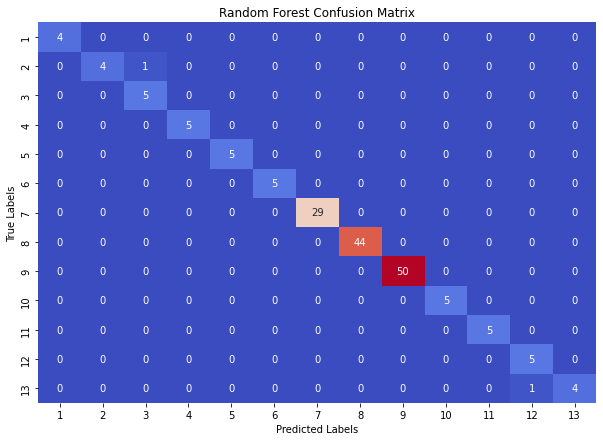 Random Forest Confusion Matrix
True Labels
1 4 0 0 0 0 0 0 0 0 0 0 0 0
2 0 4 1 0 0 0 0 0 0 0 0 0 0
3 0 0 5 0 0 0 0 0 0 0 0 0 0
4 0 0 0 5 0 0 0 0 0 0 0 0 0
5 0 0 0 0 5 0 0 0 0 0 0 0 0
6 0 0 0 0 0 5 0 0 0 0 0 0 0
7 0 0 0 0 0 0 29 0 0 0 0 0 0
8 0 0 0 0 0 0 0 44 0 0 0 0 0
9 0 0 0 0 0 0 0 0 50 0 0 0 0
10 0 0 0 0 0 0 0 0 0 5 0 0 0
11 0 0 0 0 0 0 0 0 0 0 5 0 0
12 0 0 0 0 0 0 0 0 0 0 0 5 0
13 0 0 0 0 0 0 0 0 0 0 0 1 4
1 2 3 4 5 6 7 8 9 10 11 12 13
Predicted Labels